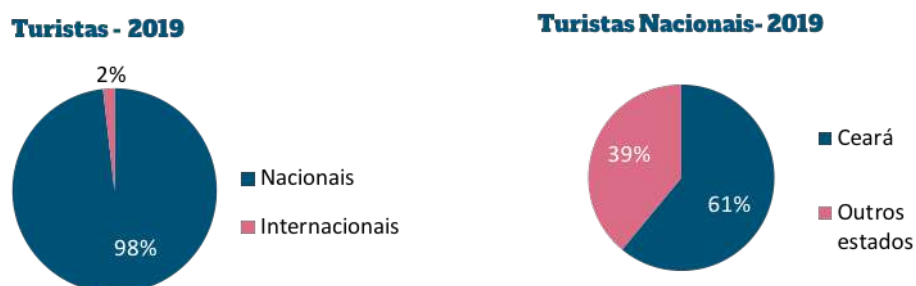 Turistas - 2019
2%
98%
Nacionais
Internacionais
Turistas Nacionais- 2019
39%
61%
Ceará
Outros
estados